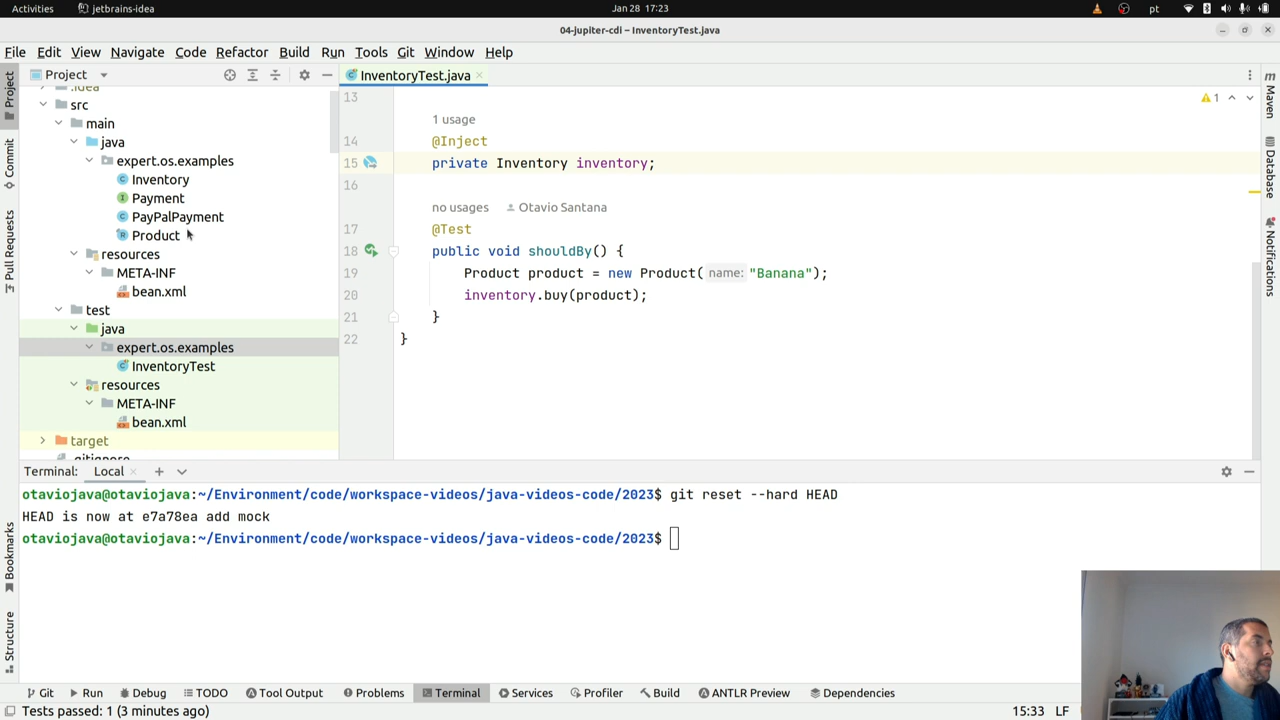 Activities jetbrains-idea Jan 28 17:23 pt
04-jupiter-cdi – InventoryTest.java
File Edit View Navigate Code Refactor Build Run Tools Git Window Help
Project
InventoryTest.java
.idea
src
main
java
expert.os.examples
Inventory
Payment
PayPalPayment
Product
resources
META-INF
bean.xml
test
java
expert.os.examples
InventoryTest
resources
META-INF
bean.xml
target
.gitignore
Project
Commit
Pull Requests
Bookmarks
Structure
13
1 usage
14 @Inject
15 private Inventory inventory;
16
no usages Otavio Santana
17 @Test
18 public void shouldBy() {
19 Product product = new Product( name: "Banana");
20 inventory.buy(product);
21 }
22 }
1
m
Maven
Database
Notifications
Terminal: Local
otaviojava@otaviojava:~/Environment/code/workspace-videos/java-videos-code/2023$ git reset --hard HEAD
HEAD is now at e7a78ea add mock
otaviojava@otaviojava:~/Environment/code/workspace-videos/java-videos-code/2023$
Git Run Debug TODO Tool Output Problems Terminal Services Profiler Build ANTLR Preview Dependencies
Tests passed: 1 (3 minutes ago) 15:33 LF